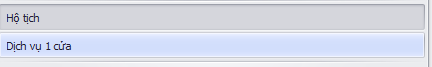 Hộ tịch
Dịch vụ 1 cửa